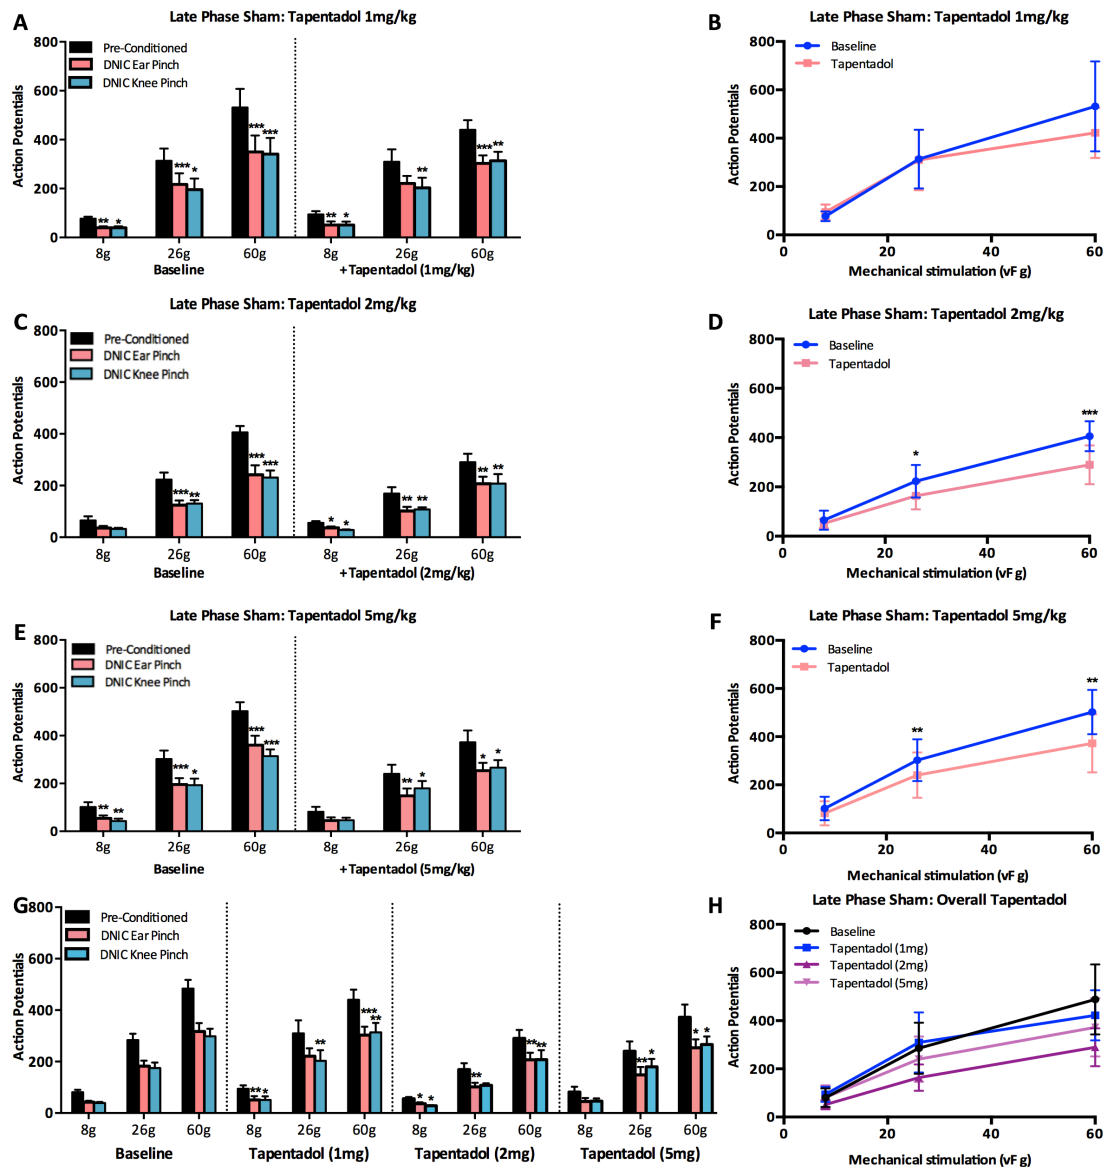 A
Late Phase Sham: Tapentadol 1mg/kg
Action Potentials
800
600
400
200
0
Pre-Conditioned
DNIC Ear Pinch
DNIC Knee Pinch
** * *** * *** *** ** * ** *** **
8g 26g 60g 8g 26g 60g
Baseline +Tapentadol (1mg/kg)
B
Late Phase Sham: Tapentadol 1mg/kg
Action Potentials
800
600
400
200
0
Baseline
Tapentadol
0 20 40 60
Mechanical stimulation (vF g)
C
Late Phase Sham: Tapentadol 2mg/kg
Action Potentials
800
600
400
200
0
Pre-Conditioned
DNIC Ear Pinch
DNIC Knee Pinch
*** ** *** *** * * ** ** ** **
8g 26g 60g 8g 26g 60g
Baseline +Tapentadol (2mg/kg)
D
Late Phase Sham: Tapentadol 2mg/kg
Action Potentials
800
600
400
200
0
Baseline
Tapentadol
* ***
0 20 40 60
Mechanical stimulation (vF g)
E
Late Phase Sham: Tapentadol 5mg/kg
Action Potentials
800
600
400
200
0
Pre-Conditioned
DNIC Ear Pinch
DNIC Knee Pinch
** ** *** * *** *** ** * * *
8g 26g 60g 8g 26g 60g
Baseline +Tapentadol (5mg/kg)
F
Late Phase Sham: Tapentadol 5mg/kg
Action Potentials
800
600
400
200
0
Baseline
Tapentadol
** **
0 20 40 60
Mechanical stimulation (vF g)
G
Action Potentials
800
600
400
200
0
Pre-Conditioned
DNIC Ear Pinch
DNIC Knee Pinch
** * ** *** ** * * ** ** ** ** * * *
8g 26g 60g 8g 26g 60g 8g 26g 60g 8g 26g 60g
Baseline Tapentadol (1mg) Tapentadol (2mg) Tapentadol (5mg)
H
Late Phase Sham: Overall Tapentadol
Action Potentials
800
600
400
200
0
Baseline
Tapentadol (1mg)
Tapentadol (2mg)
Tapentadol (5mg)
0 20 40 60
Mechanical stimulation (vF g)